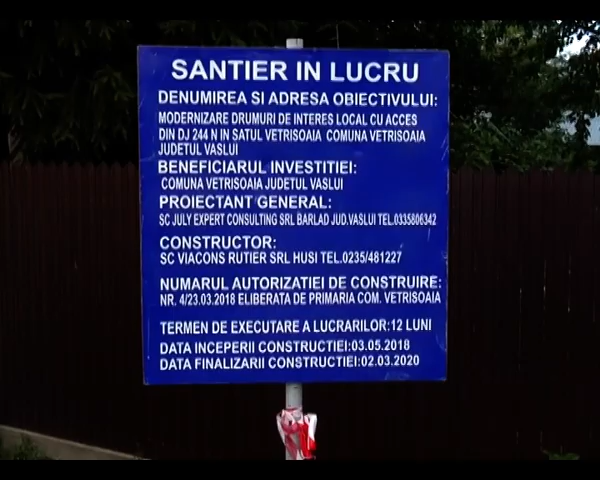 SANTIER IN LUCRU
DENUMIREA SI ADRESA OBIECTIVULUI:
MODERNIZARE DRUMURI DE INTERES LOCAL CU ACCES
DIN DJ 244 N IN SATUL VETRISOAIA COMUNA VETRISOAIA
JUDETUL VASLUI
BENEFICIARUL INVESTITIEI:
COMUNA VETRISOAIA JUDETUL VASLUI
PROIECTANT GENERAL:
SC JULY EXPERT CONSULTING SRL BARLAD JUD.VASLUI TEL.0335806342
CONSTRUCTOR:
SC VIACONS RUTIER SRL HUSI TEL.0235/481227
NUMARUL AUTORIZATIEI DE CONSTRUIRE:
NR. 4/23.03.2018 ELIBERATA DE PRIMARIA COM. VETRISOAIA
TERMEN DE EXECUTARE A LUCRARILOR:12 LUNI
DATA INCEPERII CONSTRUCTIEI:03.05.2018
DATA FINALIZARII CONSTRUCTIEI:02.03.2020